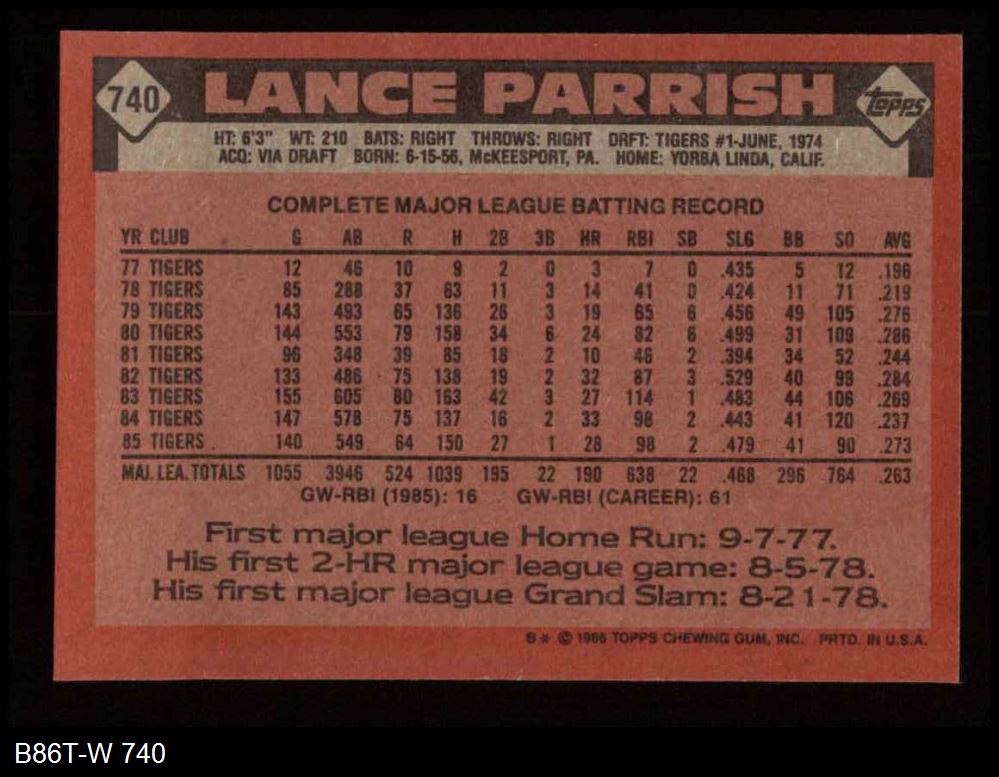 740 LANCE PARRISH Topps
HT: 6'3" WT: 210 BATS: RIGHT THROWS: RIGHT DRFT: TIGERS #1-JUNE, 1974
ACQ: VIA DRAFT BORN: 6-15-56, McKEESPORT, PA. HOME: YORBA LINDA, CALIF.
COMPLETE MAJOR LEAGUE BATTING RECORD
YR CLUB G AB R H 2B 3B HR RBI SB SLG BB SO AVG
77 TIGERS 12 46 10 9 2 0 3 7 0 .435 5 12 .196
78 TIGERS 85 288 37 63 11 3 14 41 0 .424 11 71 .219
79 TIGERS 143 493 65 136 26 3 19 65 6 .456 49 105 .276
80 TIGERS 144 553 79 158 34 6 24 82 6 .499 31 109 .286
81 TIGERS 96 348 39 85 18 2 10 46 2 .394 34 52 .244
82 TIGERS 133 486 75 138 19 2 32 87 3 .529 40 99 .284
83 TIGERS 155 605 80 163 42 3 27 114 1 .483 44 106 .269
84 TIGERS 147 578 75 137 16 2 33 98 2 .443 41 120 .237
85 TIGERS 140 549 64 150 27 1 28 98 2 .479 41 90 .273
MAJ. LEA. TOTALS 1055 3946 524 1039 195 22 190 638 22 .468 296 764 .263
GW-RBI (1985): 16 GW-RBI (CAREER): 61
First major league Home Run: 9-7-77.
His first 2-HR major league game: 8-5-78.
His first major league Grand Slam: 8-21-78.
B * © 1986 TOPPS CHEWING GUM, INC. PRTD. IN U.S.A.
B86T-W 740